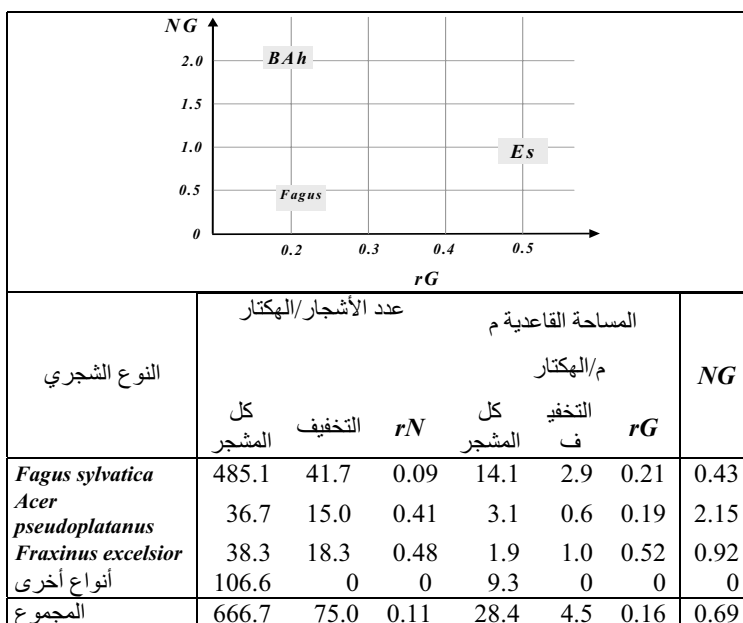 NG
2.0
BAh
1.5
1.0
Es
0.5
Fagus
0
0.2 0.3 0.4 0.5
rG
النوع الشجري عدد الأشجار/الهكتار المساحة القاعدية م م/الهكتار NG
كل المشجر التخفيف rN كل المشجر التخفيف rG
Fagus sylvatica 485.1 41.7 0.09 14.1 2.9 0.21 0.43
Acer pseudoplatanus 36.7 15.0 0.41 3.1 0.6 0.19 2.15
Fraxinus excelsior 38.3 18.3 0.48 1.9 1.0 0.52 0.92
أنواع أخرى 106.6 0 0 9.3 0 0 0
المجموع 666.7 75.0 0.11 28.4 4.5 0.16 0.69